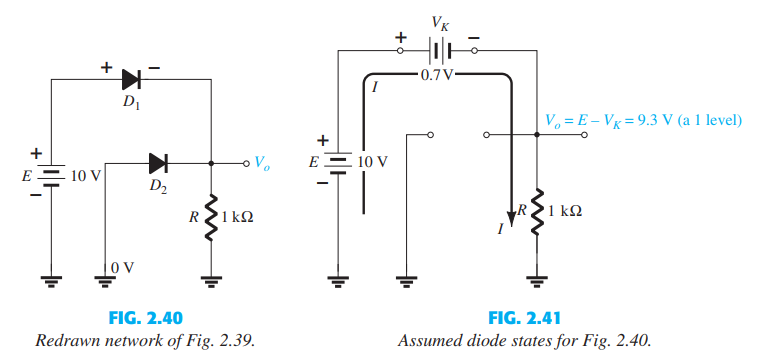 + −
D1
+
E 10 V
−
D2
Vo
R 1 kΩ
0 V
FIG. 2.40
Redrawn network of Fig. 2.39.
VK
+ −
0.7 V
I
+
E 10 V
−
Vo = E – VK = 9.3 V (a 1 level)
R 1 kΩ
I
FIG. 2.41
Assumed diode states for Fig. 2.40.